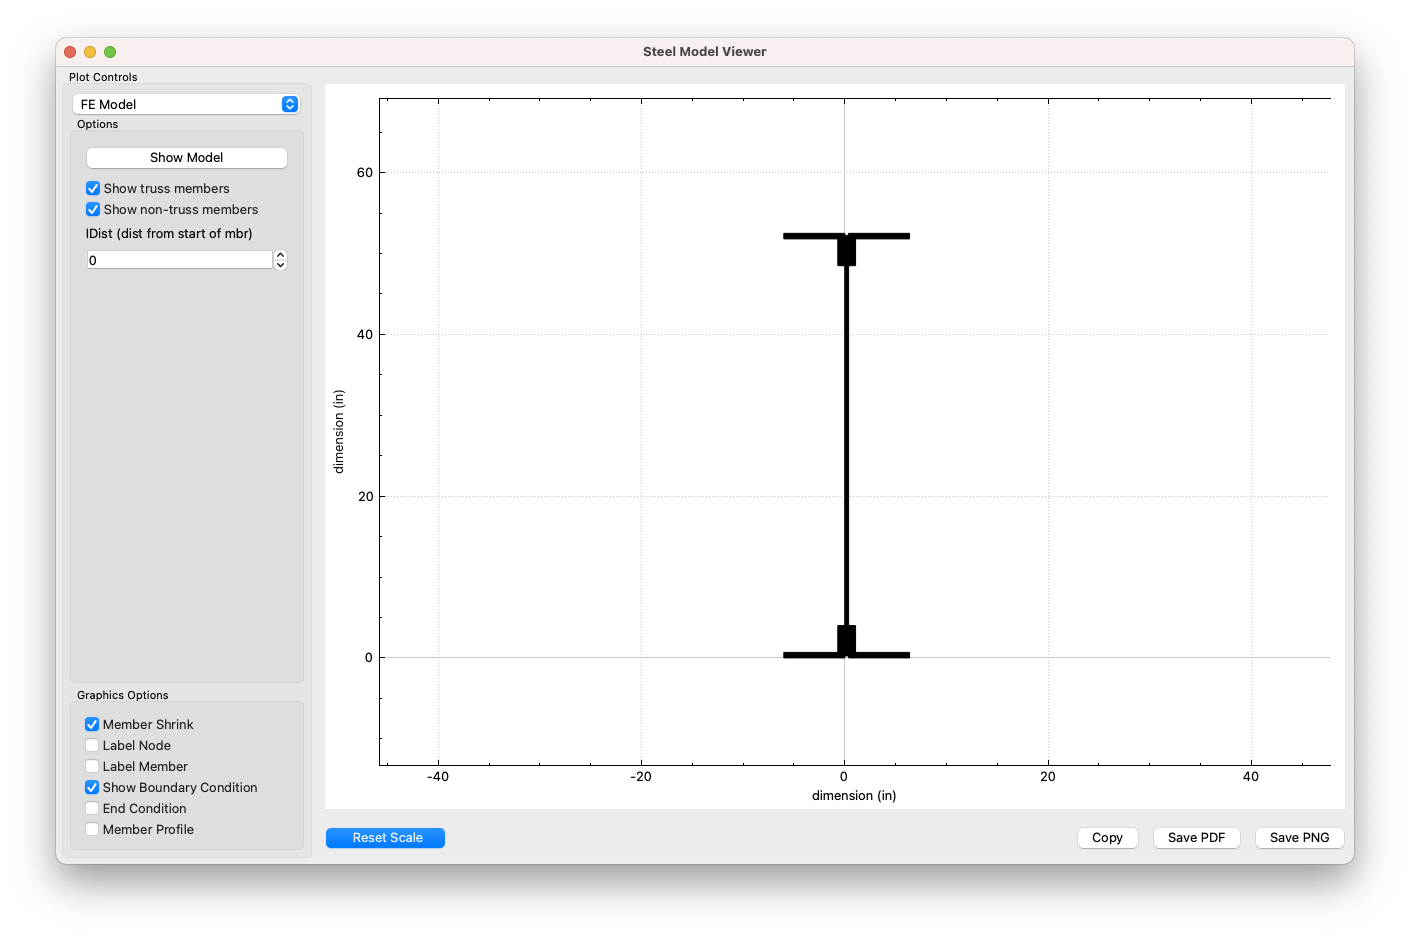 Steel Model Viewer
Plot Controls
FE Model
Options
Show Model
Show truss members
Show non-truss members
IDist (dist from start of mbr)
0
Graphics Options
Member Shrink
Label Node
Label Member
Show Boundary Condition
End Condition
Member Profile
60
40
20
0
dimension (in)
-40 -20 0 20 40
dimension (in)
Reset Scale Copy Save PDF Save PNG